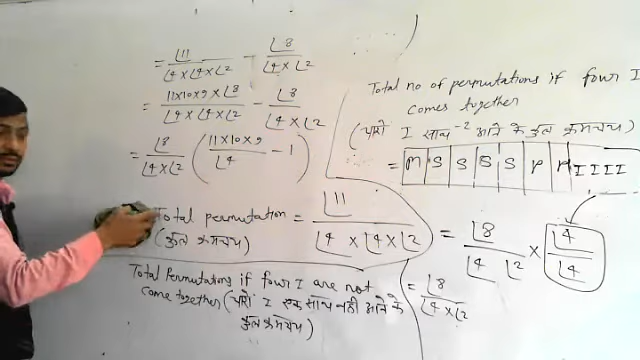 = ⌊11 / ⌊4 × ⌊4 × ⌊2 − ⌊8 / ⌊4 × ⌊2
= 11×10×9×⌊8 / ⌊4 × ⌊4 × ⌊2 − ⌊8 / ⌊4 × ⌊2
= ⌊8 / ⌊4 × ⌊2 ( 11×10×9 / ⌊4 − 1 )
Total permutation = ⌊11 / ⌊4 × ⌊4 × ⌊2
(कुल क्रमचय)
Total Permutations if four I are not
come together (चारों I एक साथ नहीं आने के
कुल क्रमचय)
Total no of permutations if four I
comes together
(चारो I साथ-2 आने के कुल क्रमचय)
= M S S S S P P I I I I
= ⌊8 / ⌊4 ⌊2 × ⌊4 / ⌊4
= ⌊8 / ⌊4 × ⌊2